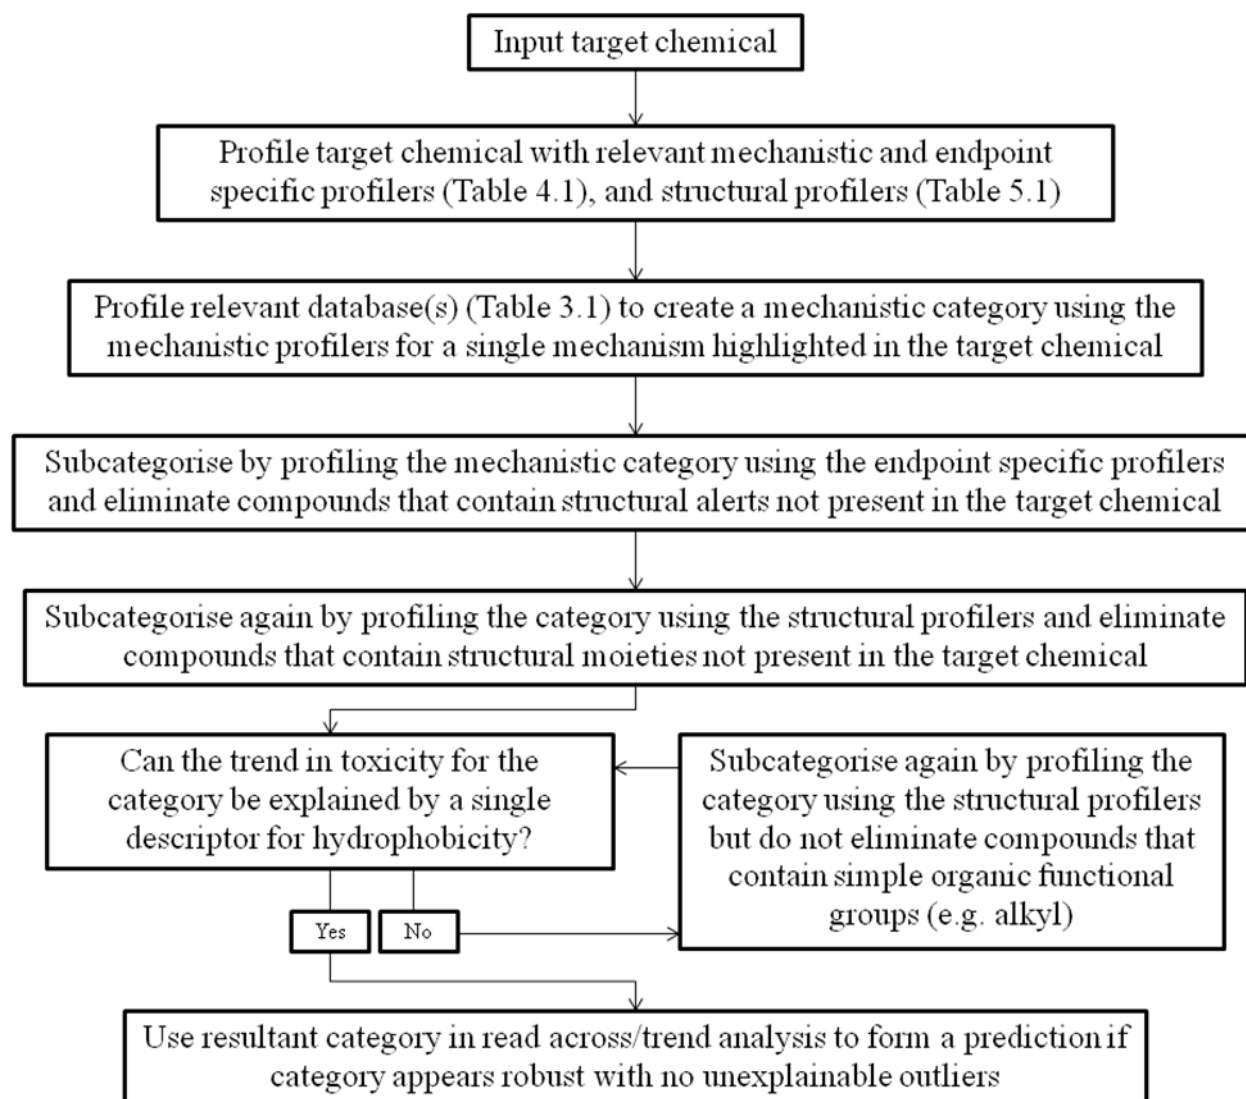 Input target chemical
Profile target chemical with relevant mechanistic and endpoint
specific profilers (Table 4.1), and structural profilers (Table 5.1)
Profile relevant database(s) (Table 3.1) to create a mechanistic category using the
mechanistic profilers for a single mechanism highlighted in the target chemical
Subcategorise by profiling the mechanistic category using the endpoint specific profilers
and eliminate compounds that contain structural alerts not present in the target chemical
Subcategorise again by profiling the category using the structural profilers and eliminate
compounds that contain structural moieties not present in the target chemical
Can the trend in toxicity for the
category be explained by a single
descriptor for hydrophobicity?
Subcategorise again by profiling the
category using the structural profilers
but do not eliminate compounds that
contain simple organic functional
groups (e.g. alkyl)
Yes
No
Use resultant category in read across/trend analysis to form a prediction if
category appears robust with no unexplainable outliers